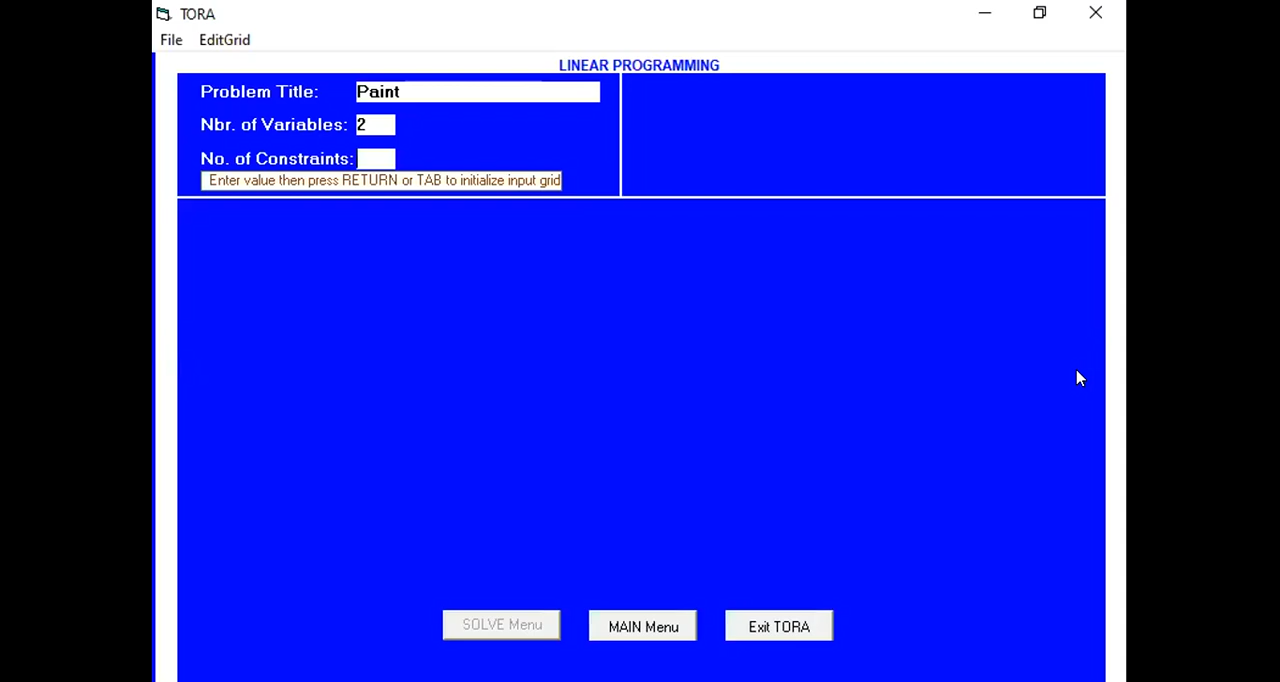 TORA
File EditGrid
LINEAR PROGRAMMING
Problem Title: Paint
Nbr. of Variables: 2
No. of Constraints:
Enter value then press RETURN or TAB to initialize input grid
SOLVE Menu MAIN Menu Exit TORA